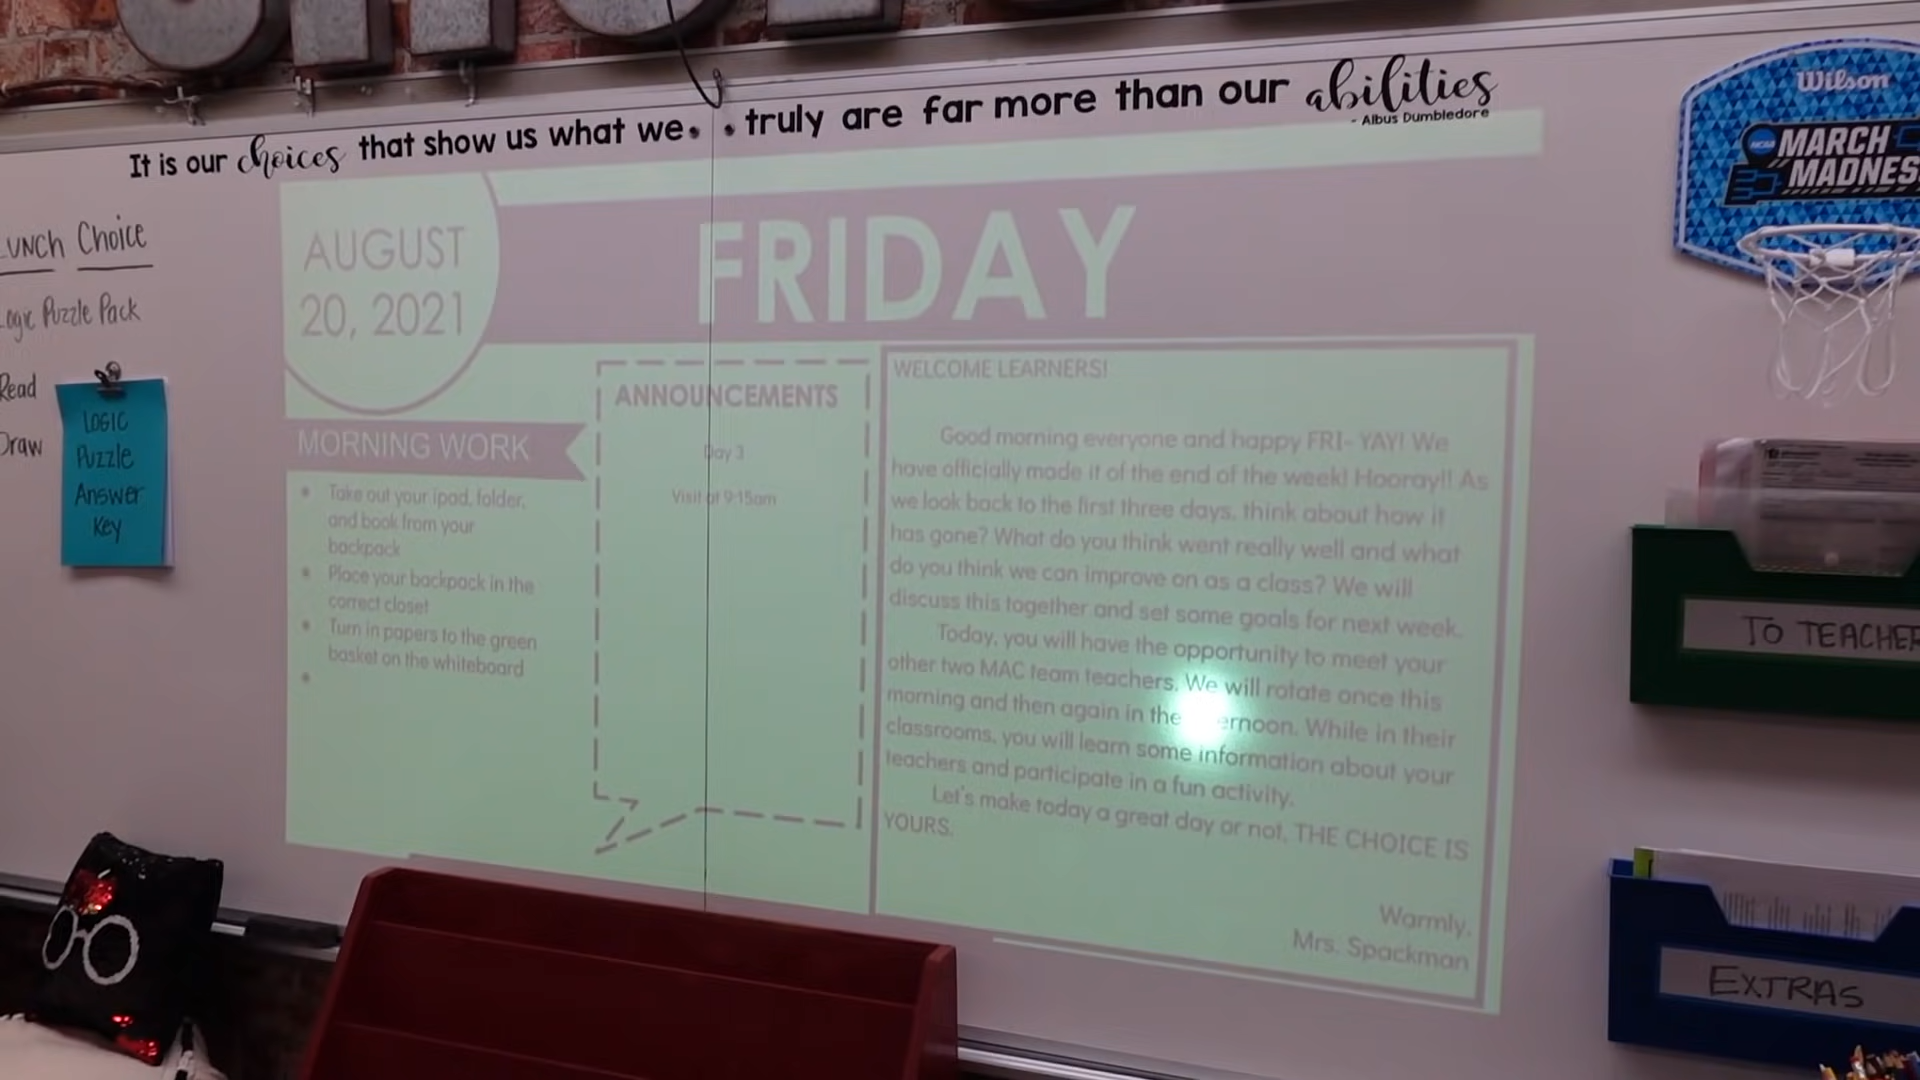 It is our choices that show us what we. . truly are far more than our abilities
- Albus Dumbledore
Wilson
NCAA
MARCH
MADNESS
Lunch Choice
Logic Puzzle Pack
Read
Draw
LOGIC
Puzzle
Answer
Key
AUGUST
20, 2021
FRIDAY
MORNING WORK
• Take out your ipad, folder,
and book from your
backpack
• Place your backpack in the
correct closet
• Turn in papers to the green
basket on the whiteboard
•
ANNOUNCEMENTS
Day 3
Visit at 9:15am
WELCOME LEARNERS!
Good morning everyone and happy FRI- YAY! We
have officially made it of the end of the week! Hooray!! As
we look back to the first three days, think about how it
has gone? What do you think went really well and what
do you think we can improve on as a class? We will
discuss this together and set some goals for next week.
Today, you will have the opportunity to meet your
other two MAC team teachers. We will rotate once this
morning and then again in the afternoon. While in their
classrooms, you will learn some information about your
teachers and participate in a fun activity.
Let's make today a great day or not, THE CHOICE IS
YOURS.
Warmly,
Mrs. Spackman
TO TEACHER
EXTRAS